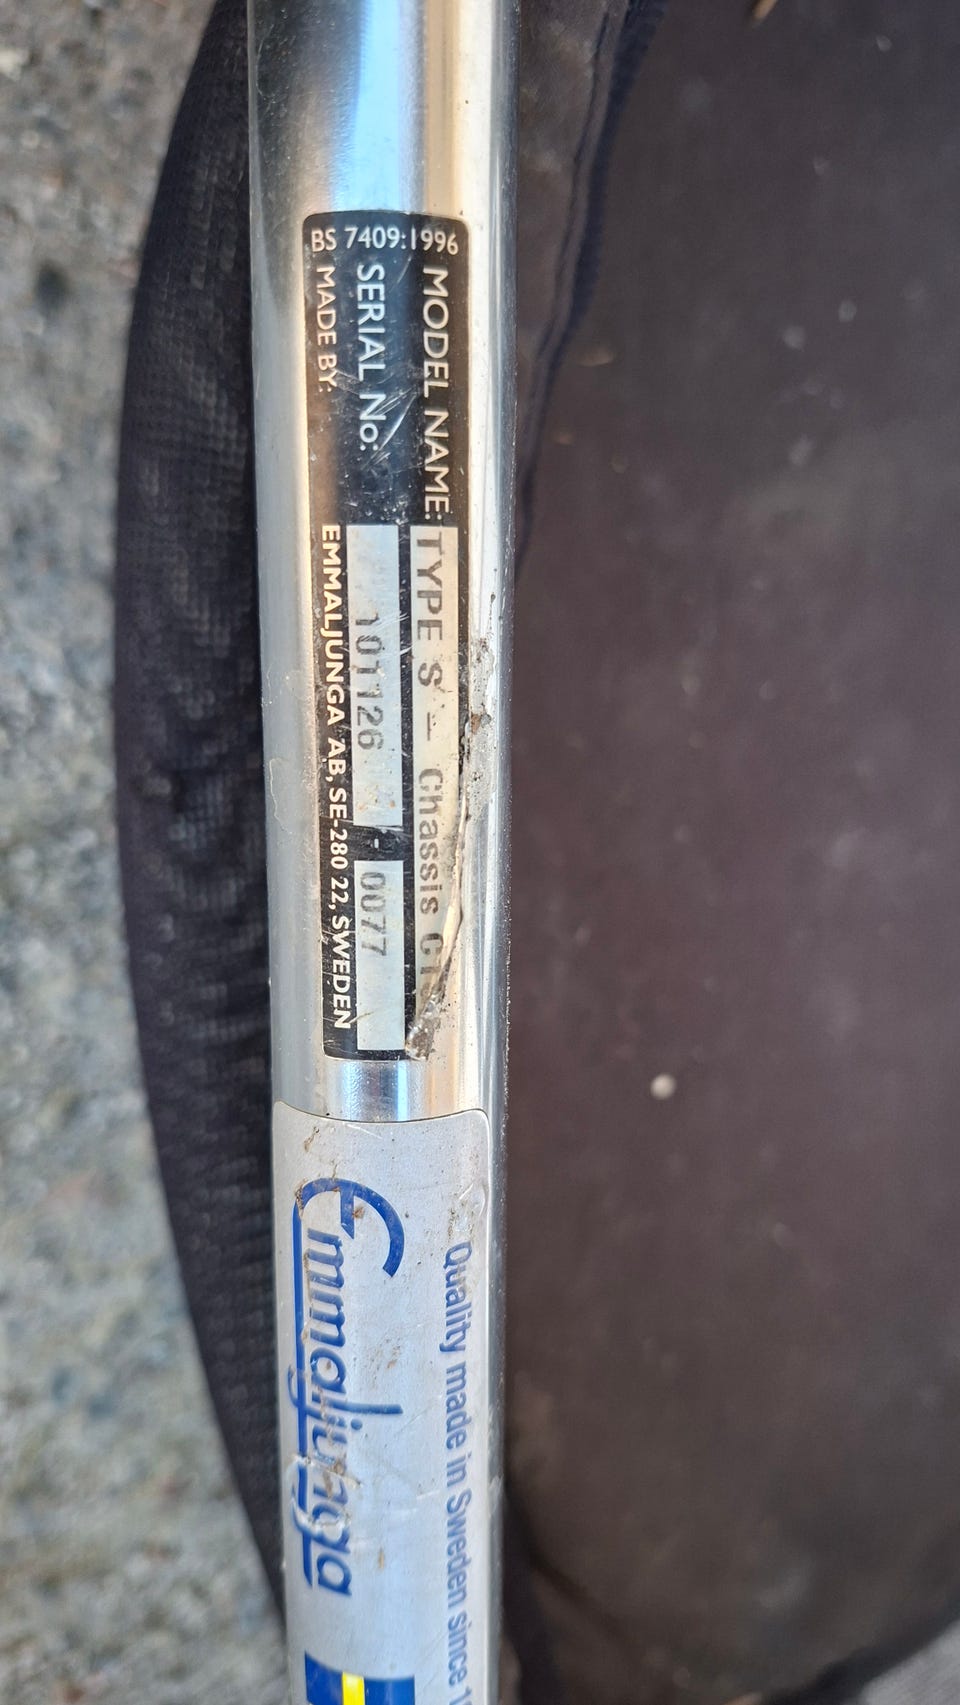 BS 7409:1996
MODEL NAME: TYPE S - Chassis
SERIAL No: 101126 - 0077
MADE BY: EMMALJUNGA AB, SE-280 22, SWEDEN
Quality made in Sweden since
Emmaljunga